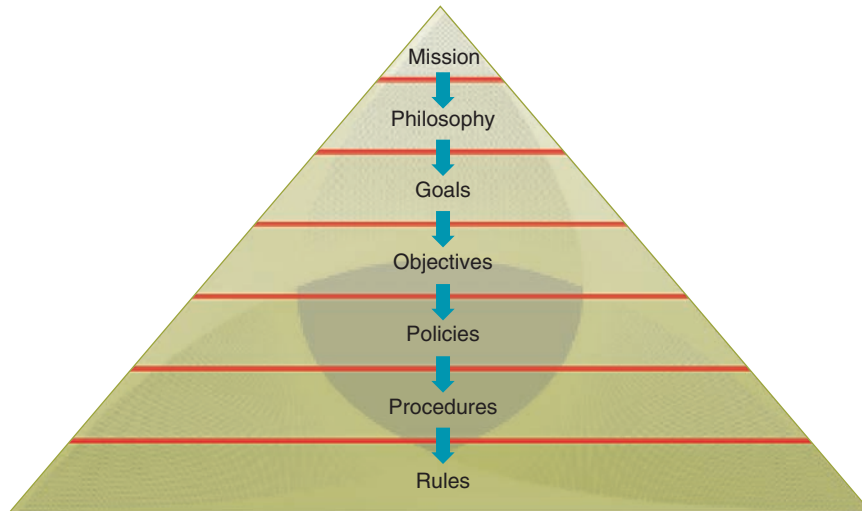 Mission
Philosophy
Goals
Objectives
Policies
Procedures
Rules